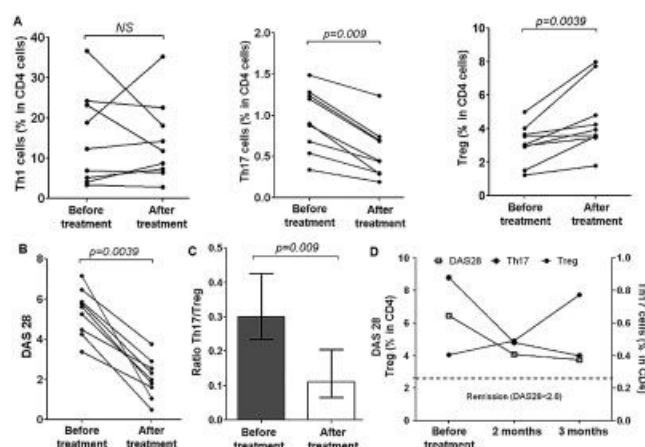 A
NS
Th1 cells (% in CD4 cells)
40
30
20
10
0
Before treatment
After treatment
p=0.009
Th17 cells (% in CD4 cells)
2.0
1.5
1.0
0.5
0.0
Before treatment
After treatment
p=0.0039
Treg (% in CD4 cells)
10
8
6
4
2
0
Before treatment
After treatment
B
p=0.0039
DAS 28
8
6
4
2
0
Before treatment
After treatment
C
p=0.009
Ratio Th17/Treg
0.5
0.4
0.3
0.2
0.1
0.0
Before treatment
After treatment
D
DAS28
Th17
Treg
DAS 28
Treg (% in CD4)
10
8
6
4
2
0
Th17 cells (% in CD4)
1.0
0.8
0.6
0.4
0.2
0.0
Remission (DAS28<2.6)
Before treatment
2 months
3 months